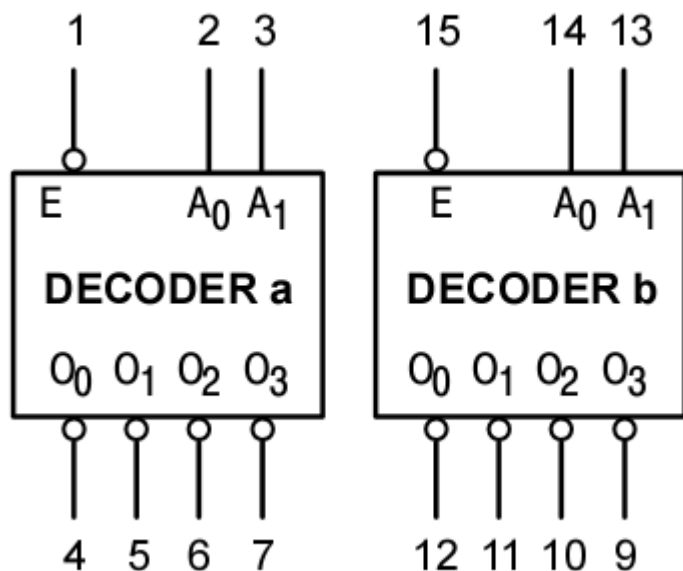 1 2 3 15 14 13
E A0 A1 E A0 A1
DECODER a DECODER b
O0 O1 O2 O3 O0 O1 O2 O3
4 5 6 7 12 11 10 9